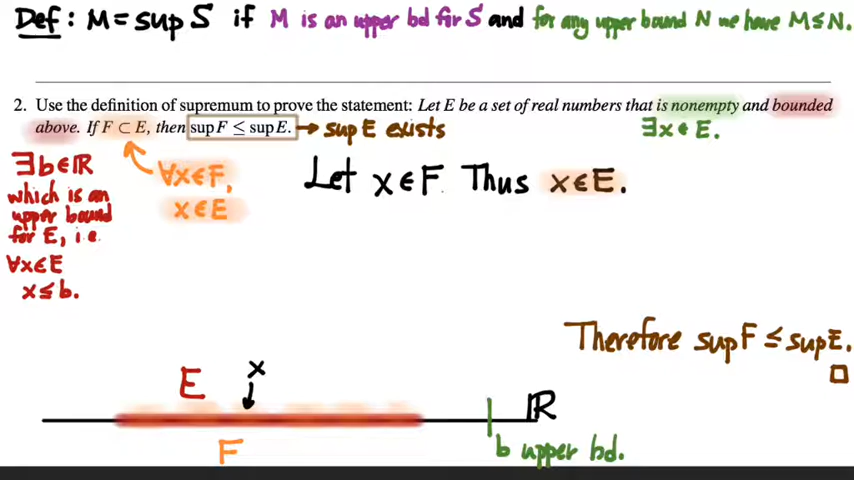 Def: M = sup S if M is an upper bd for S and for any upper bound N we have M ≤ N.
2. Use the definition of supremum to prove the statement: Let E be a set of real numbers that is nonempty and bounded
above. If F ⊂ E, then sup F ≤ sup E. → sup E exists
∃x ∈ E.
∃b∈ℝ
which is an
upper bound
for E, i.e.
∀x∈E
x ≤ b.
∀x∈F,
x∈E
Let x∈F. Thus x∈E.
Therefore sup F ≤ sup E.
□
E
x
ℝ
F
b upper bd.